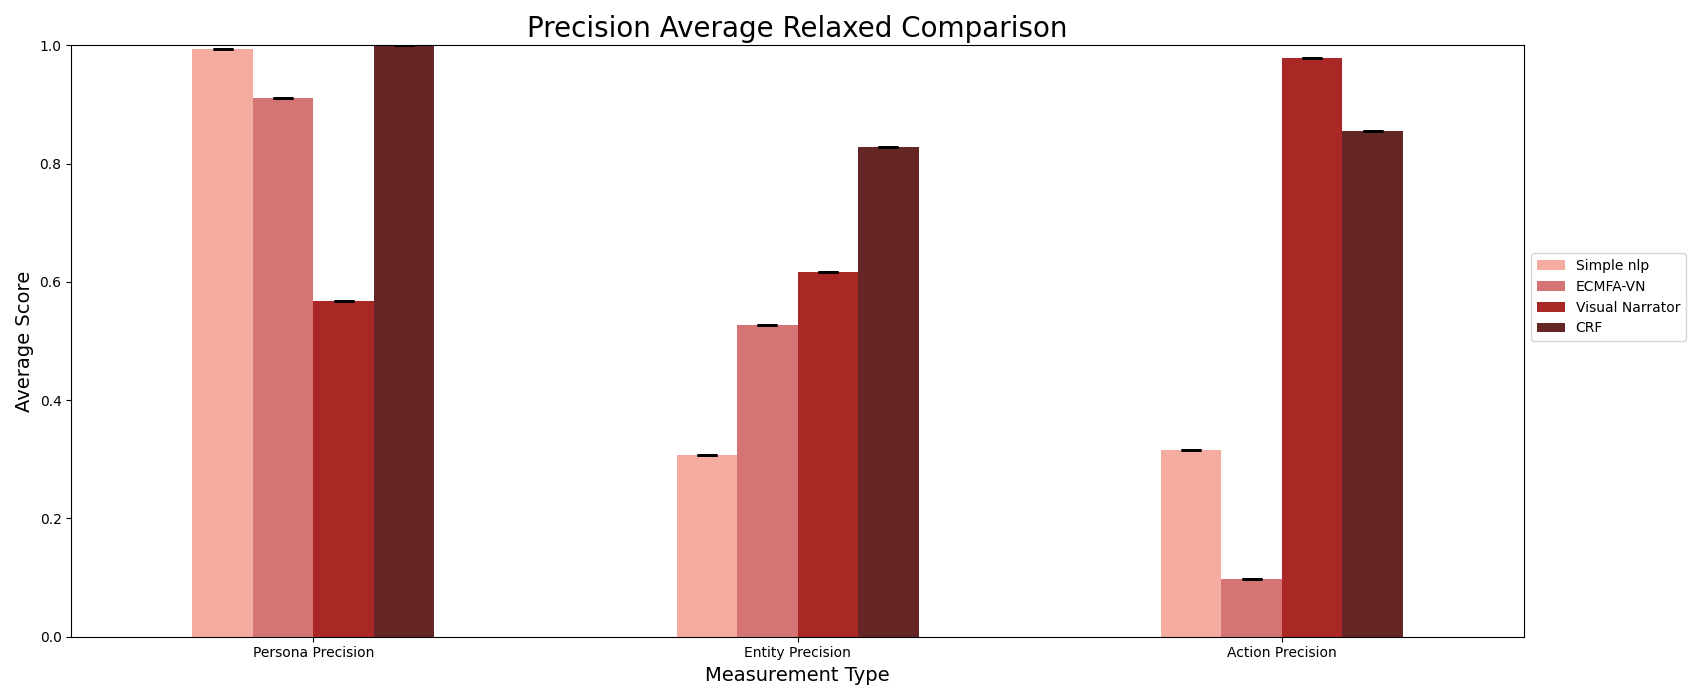 Precision Average Relaxed Comparison
Average Score
1.0
0.8
0.6
0.4
0.2
0.0
Persona Precision
Entity Precision
Action Precision
Measurement Type
Simple nlp
ECMFA-VN
Visual Narrator
CRF